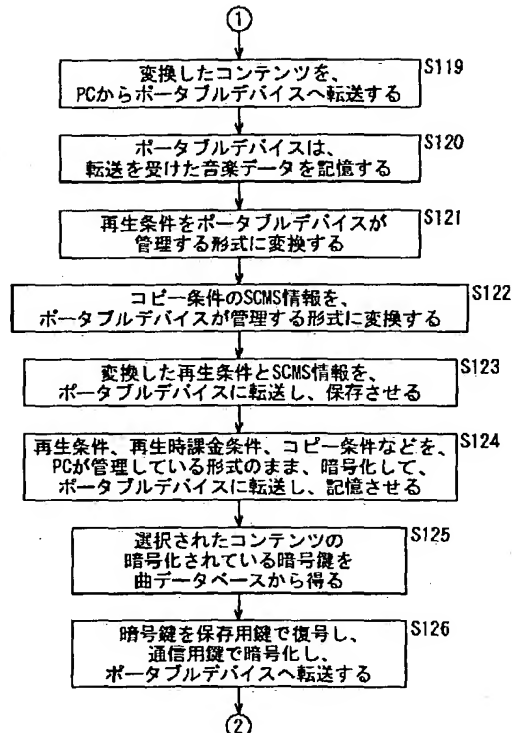 ①
変換したコンテンツを、
PCからポータブルデバイスへ転送する
S119
ポータブルデバイスは、
転送を受けた音楽データを記憶する
S120
再生条件をポータブルデバイスが
管理する形式に変換する
S121
コピー条件のSCMS情報を、
ポータブルデバイスが管理する形式に変換する
S122
変換した再生条件とSCMS情報を、
ポータブルデバイスに転送し、保存させる
S123
再生条件、再生時課金条件、コピー条件などを、
PCが管理している形式のまま、暗号化して、
ポータブルデバイスに転送し、記憶させる
S124
選択されたコンテンツの
暗号化されている暗号鍵を
曲データベースから得る
S125
暗号鍵を保存用鍵で復号し、
通信用鍵で暗号化し、
ポータブルデバイスへ転送する
S126
②